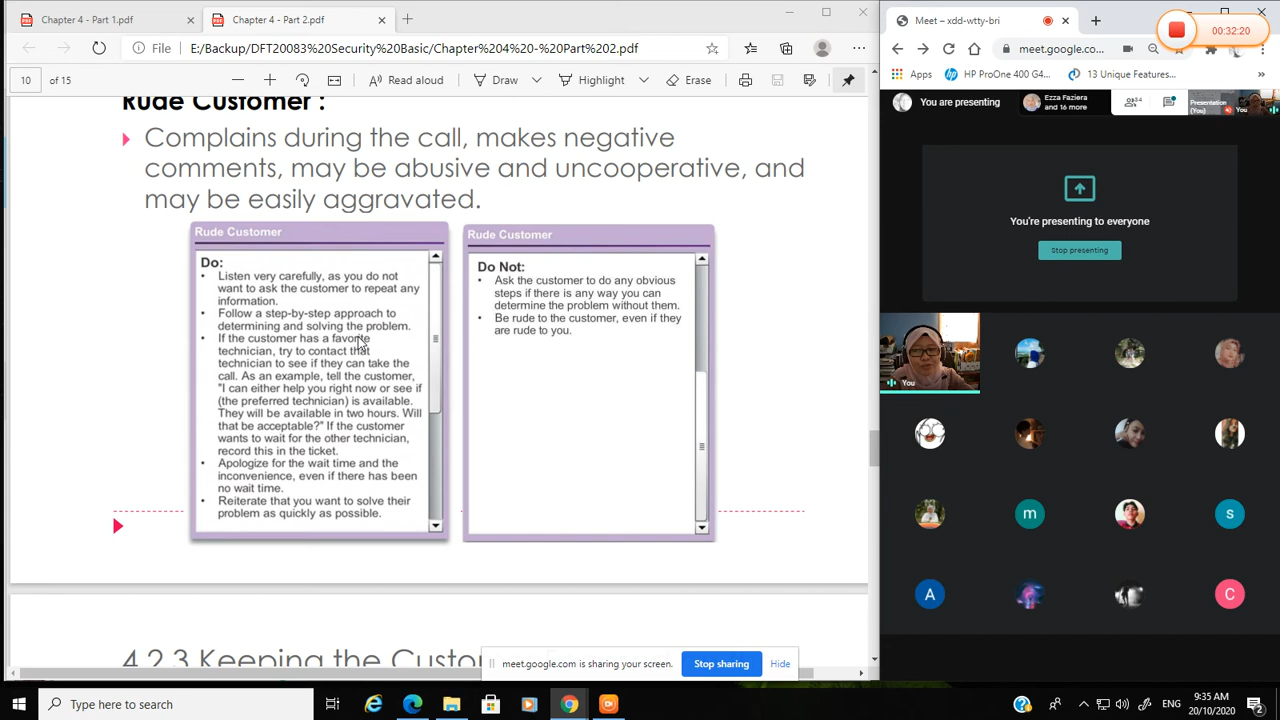 Chapter 4 - Part 1.pdf
Chapter 4 - Part 2.pdf
File
E:/Backup/DFT20083%20Security%20Basic/Chapter%204%20-%20Part%202.pdf
10 of 15
Read aloud
Draw
Highlight
Erase
Rude Customer :
Complains during the call, makes negative
comments, may be abusive and uncooperative, and
may be easily aggravated.
Rude Customer
Do:
• Listen very carefully, as you do not
want to ask the customer to repeat any
information.
• Follow a step-by-step approach to
determining and solving the problem.
• If the customer has a favorite
technician, try to contact that
technician to see if they can take the
call. As an example, tell the customer,
"I can either help you right now or see if
(the preferred technician) is available.
They will be available in two hours. Will
that be acceptable?" If the customer
wants to wait for the other technician,
record this in the ticket.
• Apologize for the wait time and the
inconvenience, even if there has been
no wait time.
• Reiterate that you want to solve their
problem as quickly as possible.
Rude Customer
Do Not:
• Ask the customer to do any obvious
steps if there is any way you can
determine the problem without them.
• Be rude to the customer, even if they
are rude to you.
4.2.3 Keeping the Custo
meet.google.com is sharing your screen.
Stop sharing
Hide
Meet – xdd-wtty-bri
00:32:20
meet.google.co...
Apps
HP ProOne 400 G4...
13 Unique Features...
»
You are presenting
Ezza Faziera
and 16 more
34
Presentation
(You)
You
You're presenting to everyone
Stop presenting
You
m
s
A
C
Type here to search
ENG
9:35 AM
20/10/2020
2